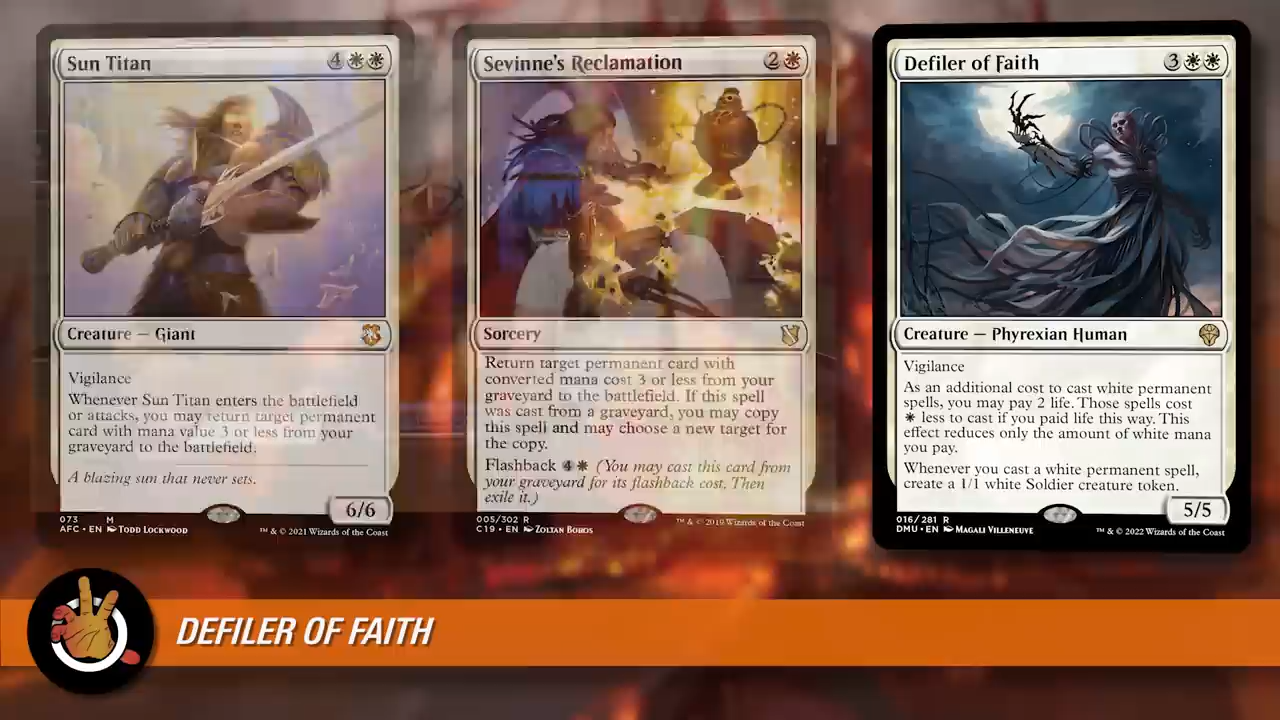 Sun Titan 4
Creature — Giant
Vigilance
Whenever Sun Titan enters the battlefield
or attacks, you may return target permanent
card with mana value 3 or less from your
graveyard to the battlefield.
A blazing sun that never sets.
6/6
073 M
AFC • EN Todd Lockwood
™ & © 2021 Wizards of the Coast
Sevinne's Reclamation 2
Sorcery
Return target permanent card with
converted mana cost 3 or less from your
graveyard to the battlefield. If this spell
was cast from a graveyard, you may copy
this spell and may choose a new target for
the copy.
Flashback 4 (You may cast this card from
your graveyard for its flashback cost. Then
exile it.)
005/302 R
C19 • EN Zoltan Boros
™ & © 2019 Wizards of the Coast
Defiler of Faith 3
Creature — Phyrexian Human
Vigilance
As an additional cost to cast white permanent
spells, you may pay 2 life. Those spells cost
less to cast if you paid life this way. This
effect reduces only the amount of white mana
you pay.
Whenever you cast a white permanent spell,
create a 1/1 white Soldier creature token.
5/5
016/281 R
DMU • EN Magali Villeneuve
™ & © 2022 Wizards of the Coast
DEFILER OF FAITH